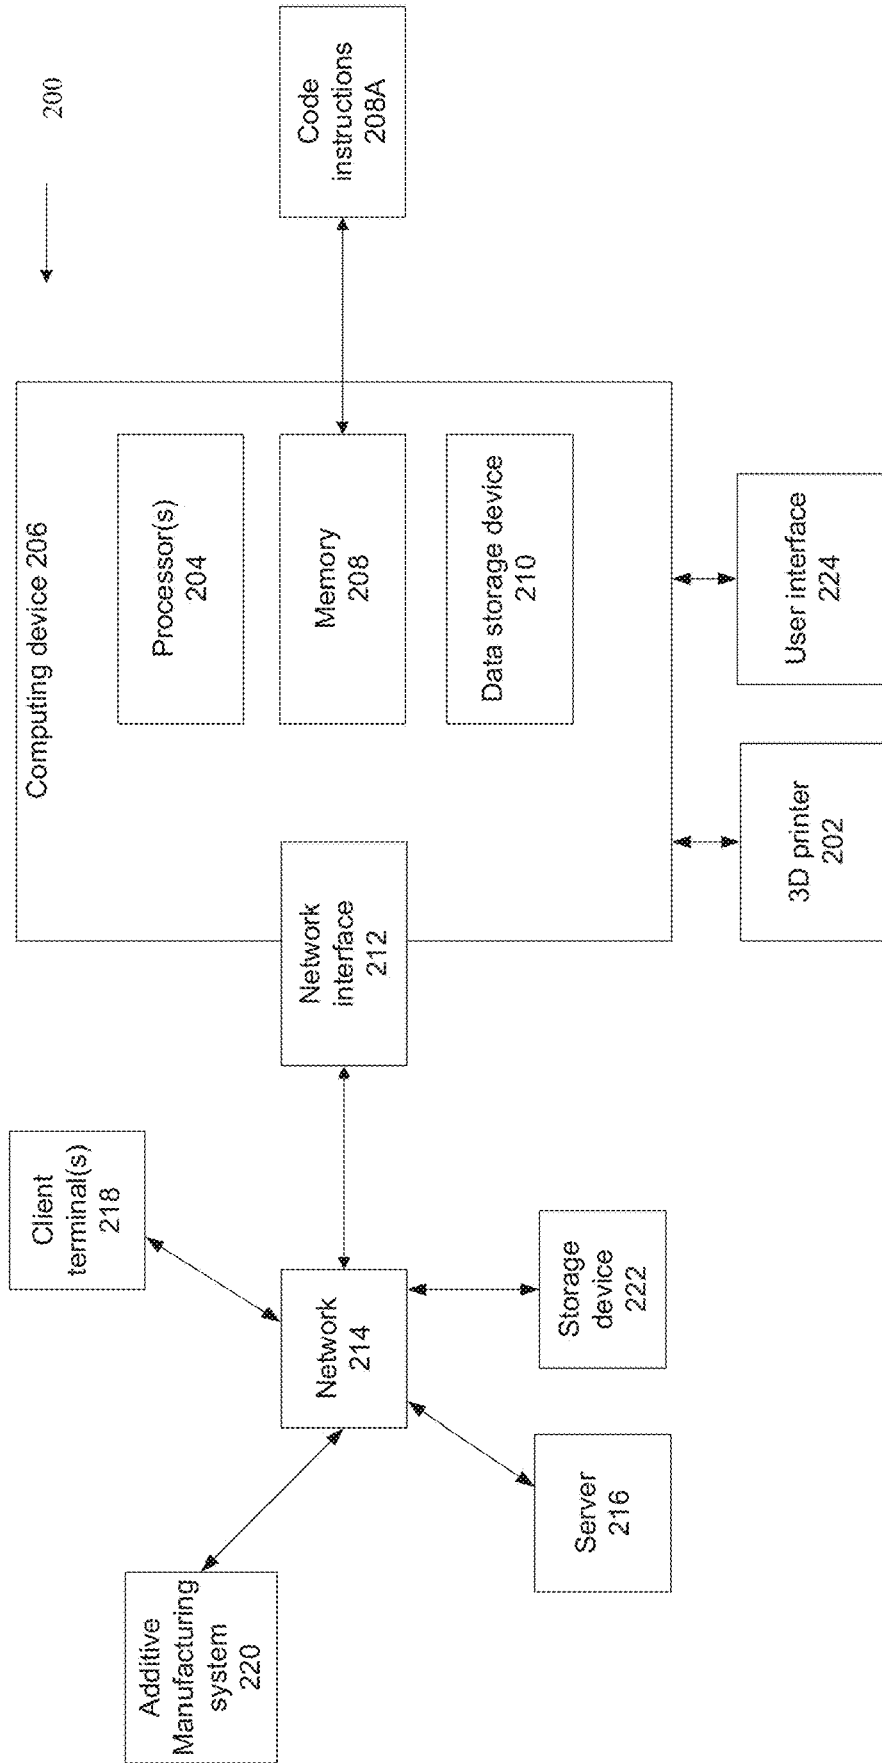 200
Code
instructions
208A
Computing device 206
Processor(s)
204
Memory
208
Data storage device
210
Network
interface
212
User interface
224
3D printer
202
Client
terminal(s)
218
Network
214
Storage
device
222
Server
216
Additive
Manufacturing
system
220